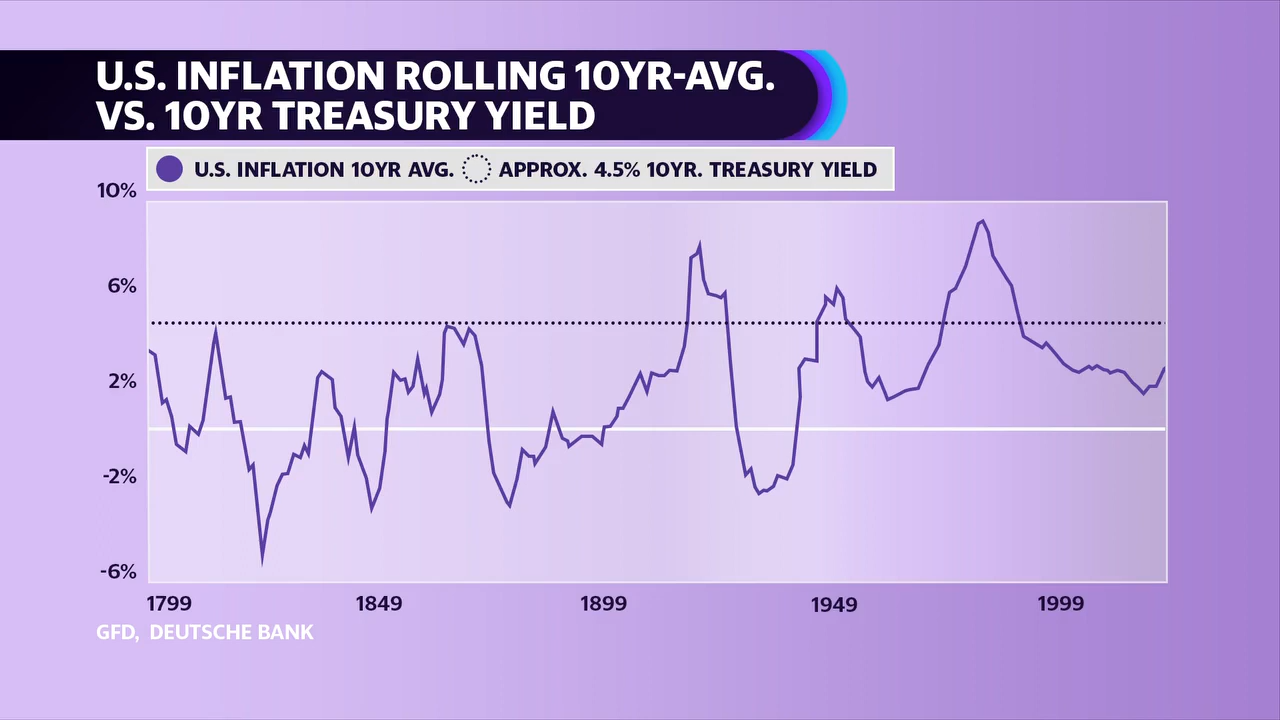 U.S. INFLATION ROLLING 10YR-AVG.
VS. 10YR TREASURY YIELD
U.S. INFLATION 10YR AVG. APPROX. 4.5% 10YR. TREASURY YIELD
10%
6%
2%
-2%
-6%
1799 1849 1899 1949 1999
GFD, DEUTSCHE BANK